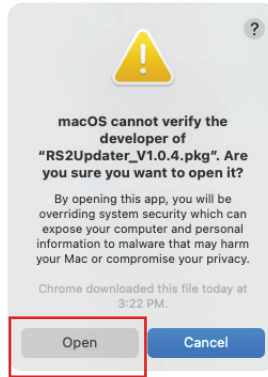 ?
macOS cannot verify the
developer of
“RS2Updater_V1.0.4.pkg”. Are
you sure you want to open it?
By opening this app, you will be
overriding system security which can
expose your computer and personal
information to malware that may harm
your Mac or compromise your privacy.
Chrome downloaded this file today at
3:22 PM.
Open
Cancel